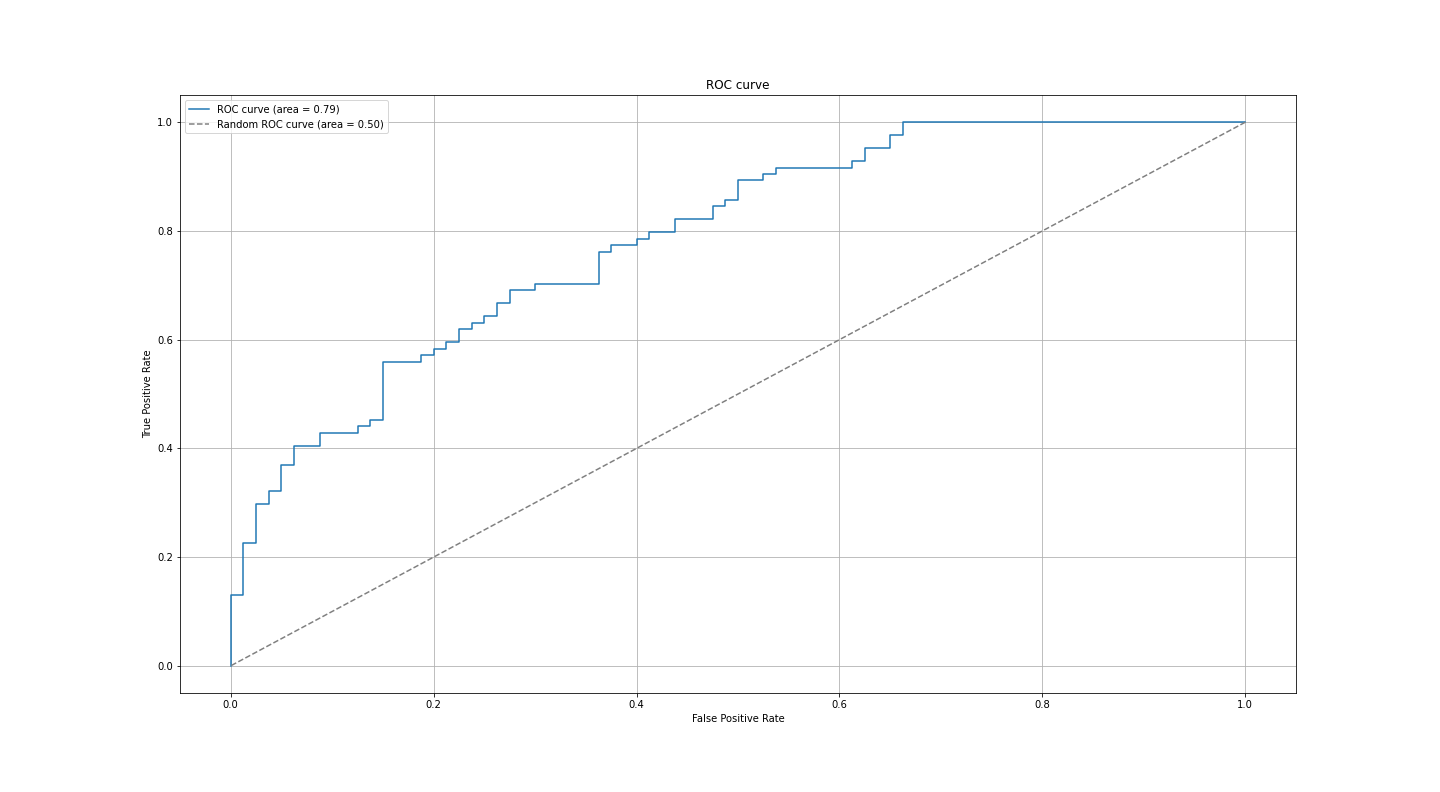 ROC curve
ROC curve (area = 0.79)
Random ROC curve (area = 0.50)
1.0
0.8
0.6
0.4
0.2
0.0
True Positive Rate
0.0 0.2 0.4 0.6 0.8 1.0
False Positive Rate